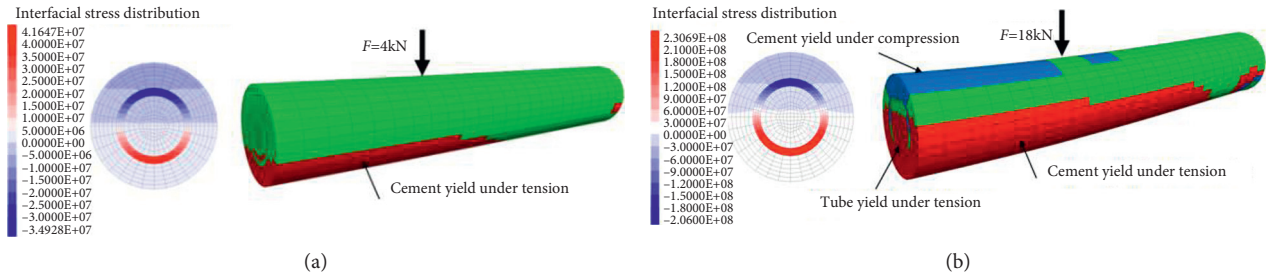 Interfacial stress distribution
4.1647E+07
4.0000E+07
3.5000E+07
3.0000E+07
2.5000E+07
2.0000E+07
1.5000E+07
1.0000E+07
5.0000E+06
0.0000E+00
–5.0000E+06
–1.0000E+07
–1.5000E+07
–2.0000E+07
–2.5000E+07
–3.0000E+07
–3.4928E+07
F=4kN
Cement yield under tension
(a)
Interfacial stress distribution
2.3069E+08
2.1000E+08
1.8000E+08
1.5000E+08
1.2000E+08
9.0000E+07
6.0000E+07
3.0000E+07
0.0000E+00
–3.0000E+07
–6.0000E+07
–9.0000E+07
–1.2000E+08
–1.5000E+08
–1.8000E+08
–2.0600E+08
Cement yield under compression
F=18kN
Cement yield under tension
Tube yield under tension
(b)